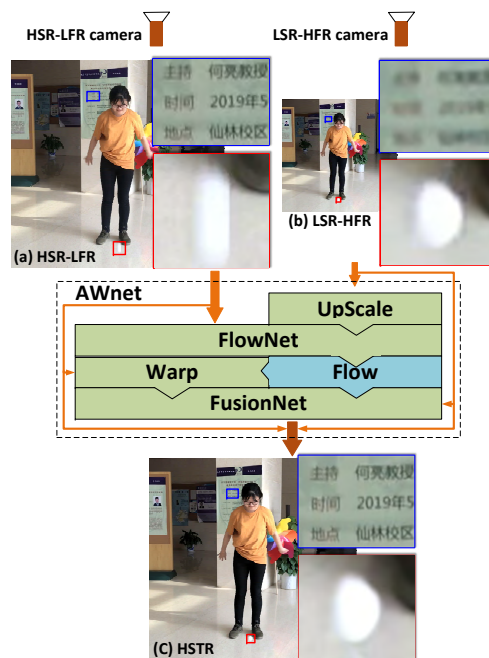 HSR-LFR camera
LSR-HFR camera
主持 何亮教授
时间 2019年5
地点 仙林校区
(a) HSR-LFR
(b) LSR-HFR
AWnet
UpScale
FlowNet
Warp
Flow
FusionNet
主持 何亮教授
时间 2019年5
地点 仙林校区
(C) HSTR